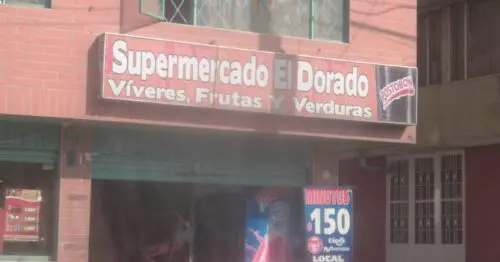 Supermercado El Dorado
Víveres, Frutas Y Verduras
POSTOBON
MINUTOS
$150
LOCAL